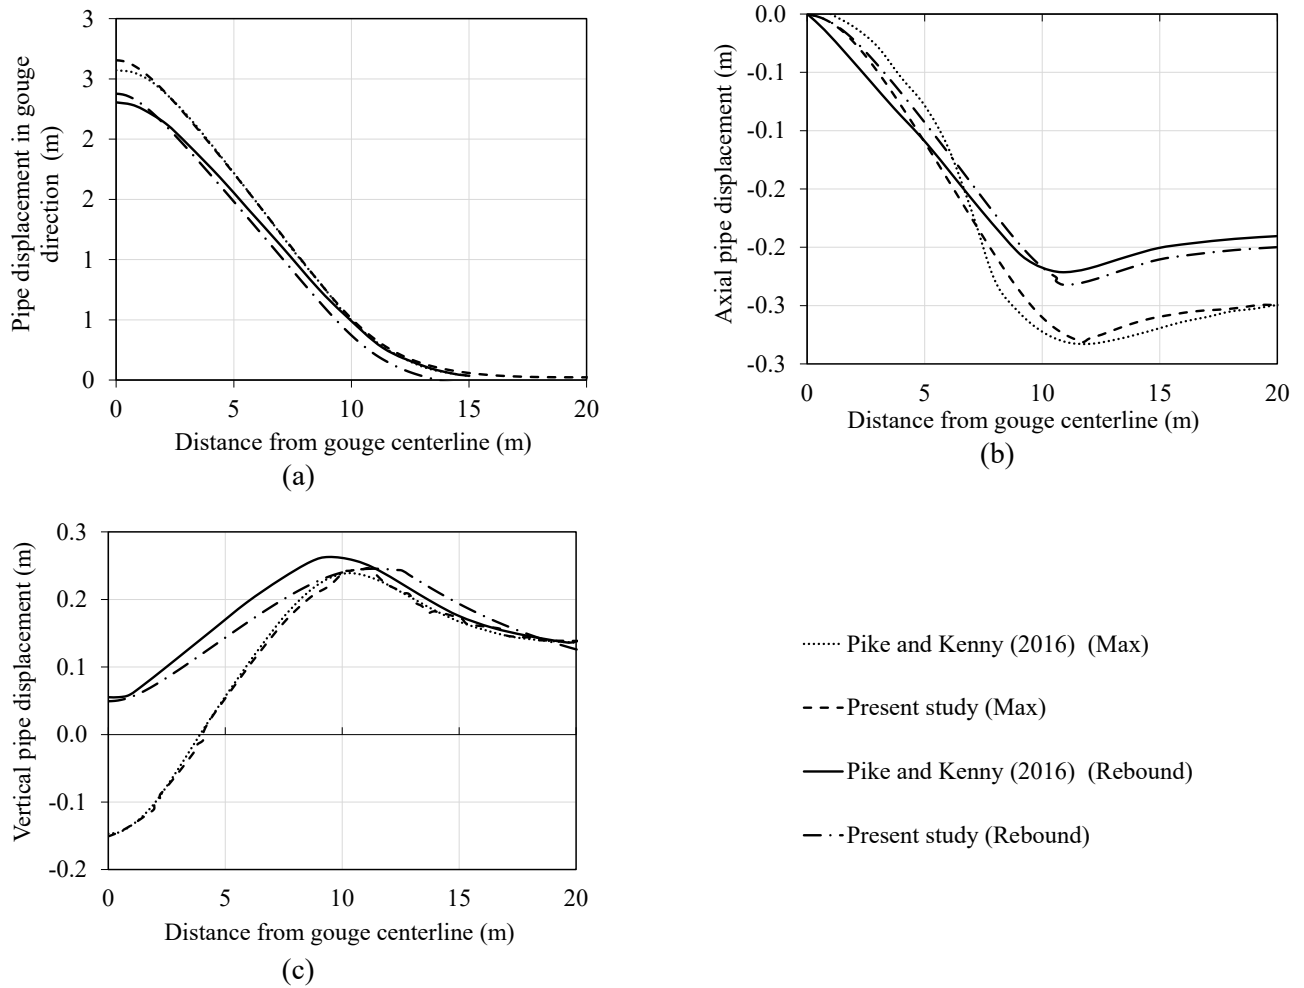 3
3
2
2
1
1
0
Pipe displacement in gouge
direction (m)
0 5 10 15 20
Distance from gouge centerline (m)
(a)
0.0
-0.1
-0.1
-0.2
-0.2
-0.3
-0.3
Axial pipe displacement (m)
0 5 10 15 20
Distance from gouge centerline (m)
(b)
0.3
0.2
0.1
0.0
-0.1
-0.2
Vertical pipe displacement (m)
0 5 10 15 20
Distance from gouge centerline (m)
(c)
Pike and Kenny (2016) (Max)
Present study (Max)
Pike and Kenny (2016) (Rebound)
Present study (Rebound)